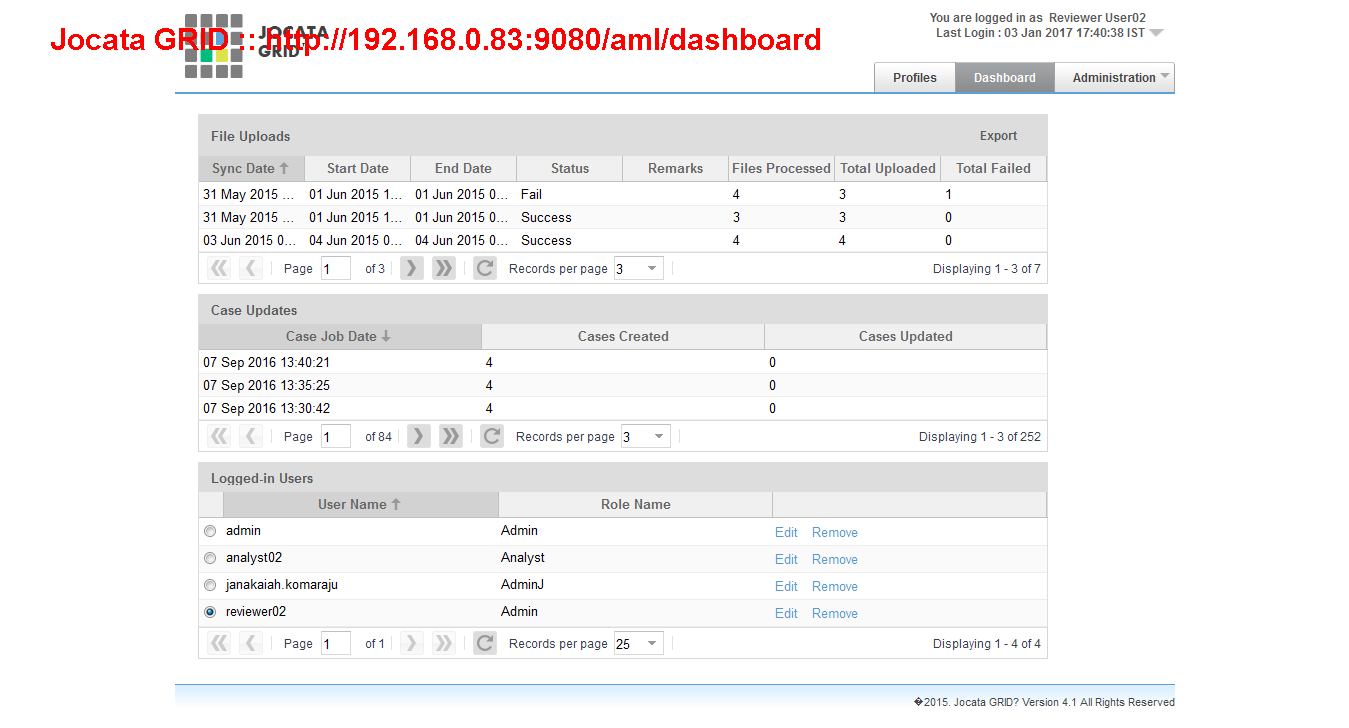 You are logged in as Reviewer User02
Last Login : 03 Jan 2017 17:40:38 IST
JOCATA
GRID
Jocata GRID :: http://192.168.0.83:9080/aml/dashboard
Profiles Dashboard Administration
File Uploads Export
Sync Date Start Date End Date Status Remarks Files Processed Total Uploaded Total Failed
31 May 2015 ... 01 Jun 2015 1... 01 Jun 2015 0... Fail 4 3 1
31 May 2015 ... 01 Jun 2015 1... 01 Jun 2015 0... Success 3 3 0
03 Jun 2015 0... 04 Jun 2015 0... 04 Jun 2015 0... Success 4 4 0
Page 1 of 3 Records per page 3 Displaying 1 - 3 of 7
Case Updates
Case Job Date Cases Created Cases Updated
07 Sep 2016 13:40:21 4 0
07 Sep 2016 13:35:25 4 0
07 Sep 2016 13:30:42 4 0
Page 1 of 84 Records per page 3 Displaying 1 - 3 of 252
Logged-in Users
User Name Role Name
admin Admin Edit Remove
analyst02 Analyst Edit Remove
janakaiah.komaraju AdminJ Edit Remove
reviewer02 Admin Edit Remove
Page 1 of 1 Records per page 25 Displaying 1 - 4 of 4
�2015. Jocata GRID? Version 4.1 All Rights Reserved